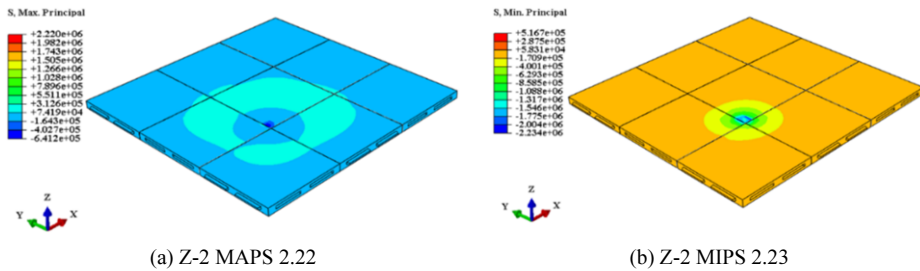 S, Max. Principal
+2.220e+06
+1.982e+06
+1.743e+06
+1.505e+06
+1.266e+06
+1.028e+06
+7.895e+05
+5.511e+05
+3.126e+05
+7.419e+04
-1.643e+05
-4.027e+05
-6.412e+05
Z
Y
X
(a) Z-2 MAPS 2.22
S, Min. Principal
+5.167e+05
+2.875e+05
+5.831e+04
-1.709e+05
-4.001e+05
-6.293e+05
-8.585e+05
-1.088e+06
-1.317e+06
-1.546e+06
-1.775e+06
-2.004e+06
-2.234e+06
Z
Y
X
(b) Z-2 MIPS 2.23